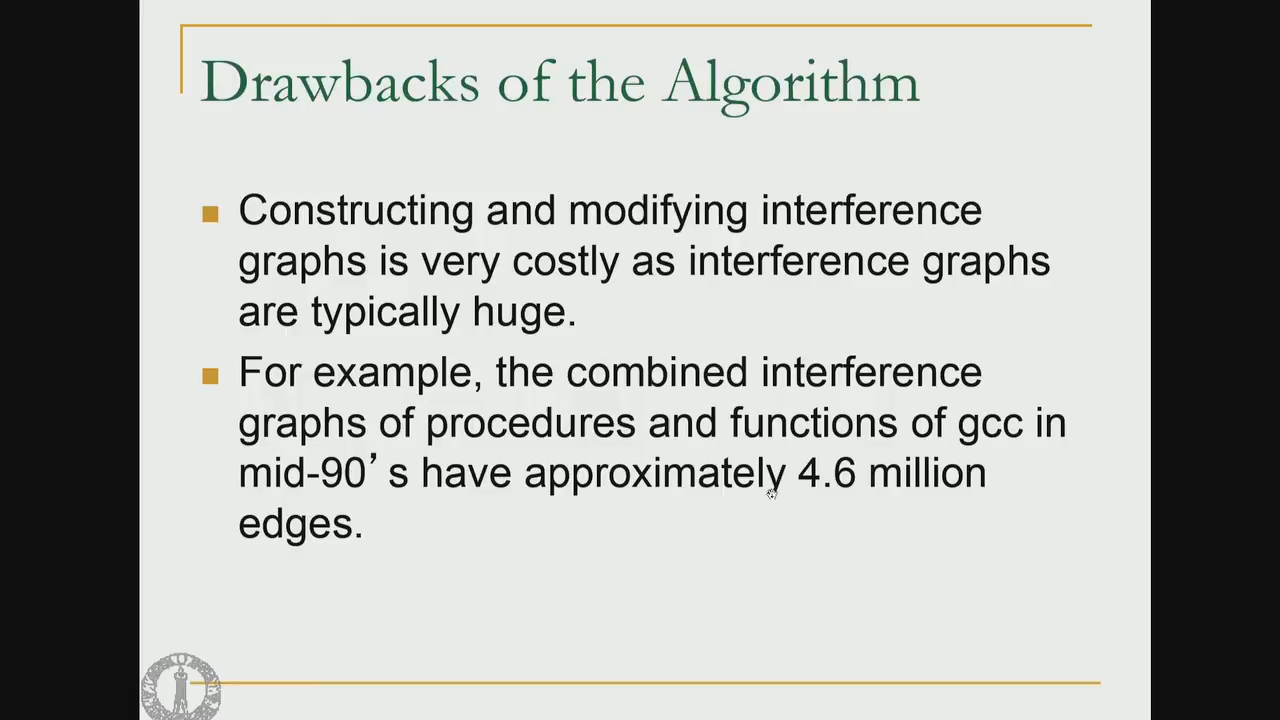 Drawbacks of the Algorithm
Constructing and modifying interference
graphs is very costly as interference graphs
are typically huge.
For example, the combined interference
graphs of procedures and functions of gcc in
mid-90’s have approximately 4.6 million
edges.